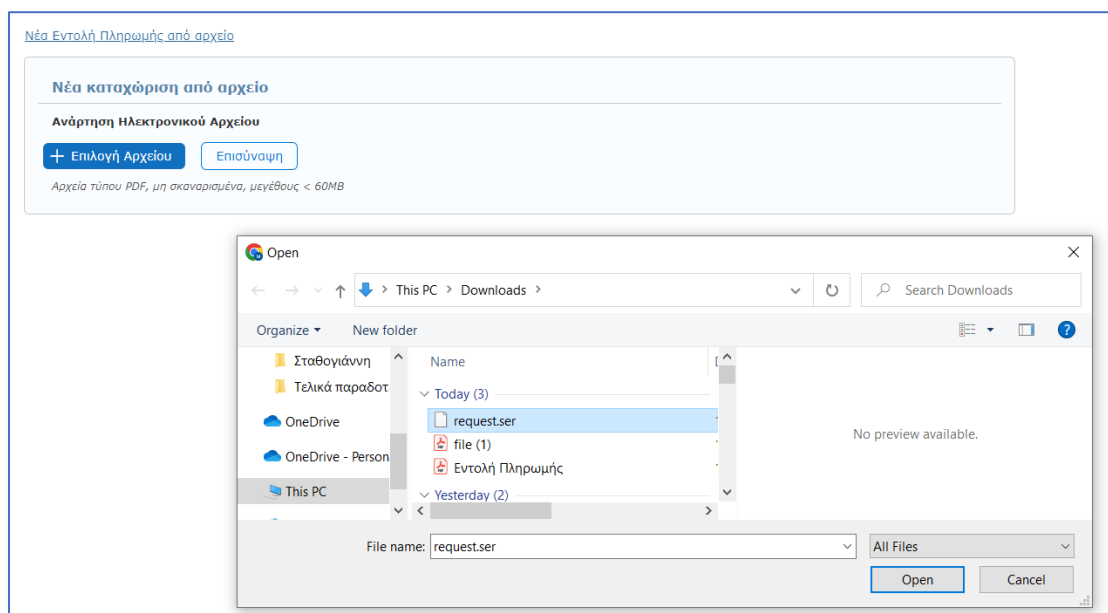 Νέα Εντολή Πληρωμής από αρχείο
Νέα καταχώριση από αρχείο
Ανάρτηση Ηλεκτρονικού Αρχείου
+ Επιλογή Αρχείου Επισύναψη
Αρχεία τύπου PDF, μη σκαναρισμένα, μεγέθους < 60MB
Open
This PC > Downloads > Search Downloads
Organize New folder
Σταθογιάννη
Τελικά παραδοτ
OneDrive
OneDrive - Person
This PC
Name
Today (3)
request.ser
file (1)
Εντολή Πληρωμής
Yesterday (2)
No preview available.
File name: request.ser All Files
Open Cancel